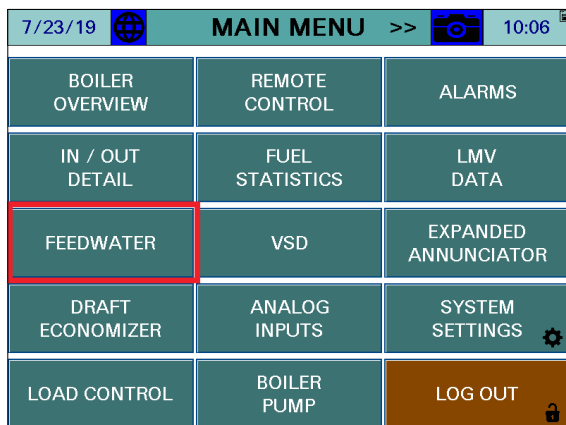 7/23/19 MAIN MENU >> 10:06
BOILER
OVERVIEW
REMOTE
CONTROL
ALARMS
IN / OUT
DETAIL
FUEL
STATISTICS
LMV
DATA
FEEDWATER
VSD
EXPANDED
ANNUNCIATOR
DRAFT
ECONOMIZER
ANALOG
INPUTS
SYSTEM
SETTINGS
LOAD CONTROL
BOILER
PUMP
LOG OUT